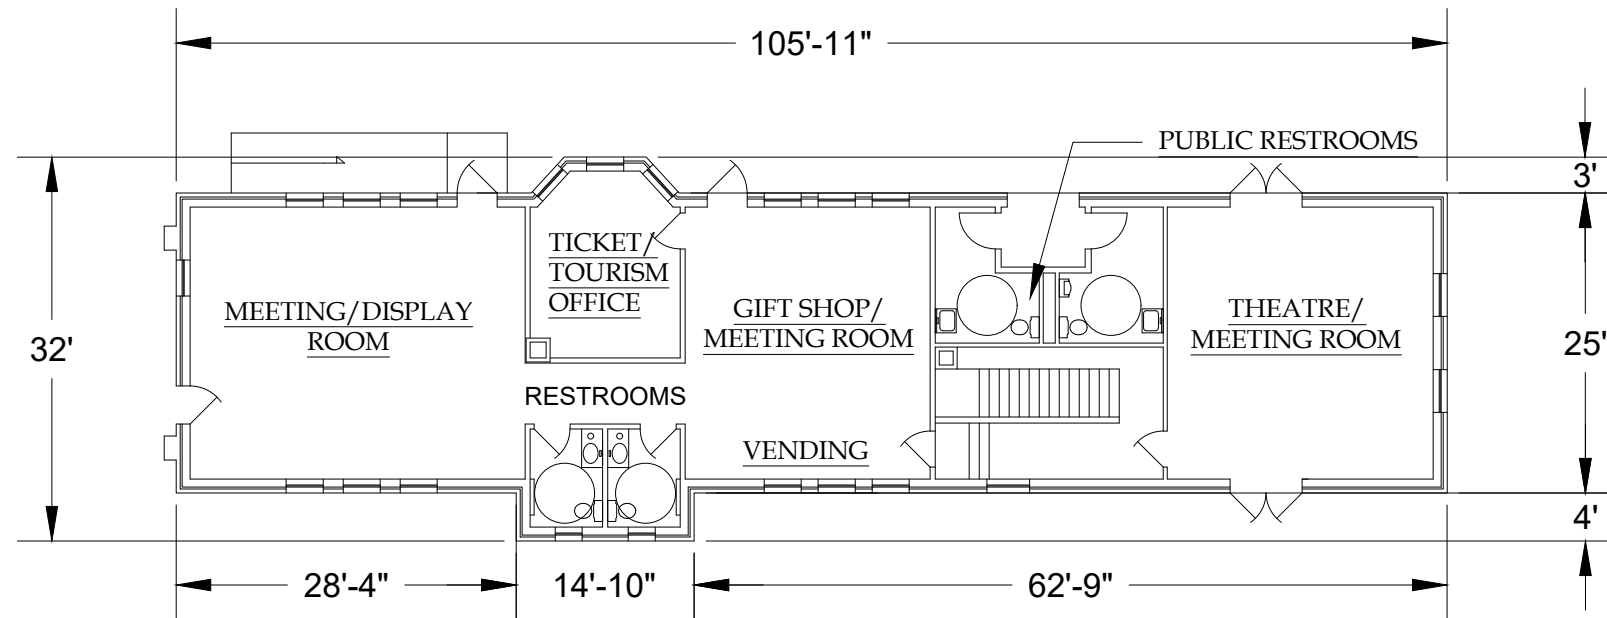 105'-11"
PUBLIC RESTROOMS
3'
TICKET/
TOURISM
OFFICE
MEETING/DISPLAY
ROOM
GIFT SHOP/
MEETING ROOM
THEATRE/
MEETING ROOM
32'
25'
RESTROOMS
VENDING
4'
28'-4"
14'-10"
62'-9"